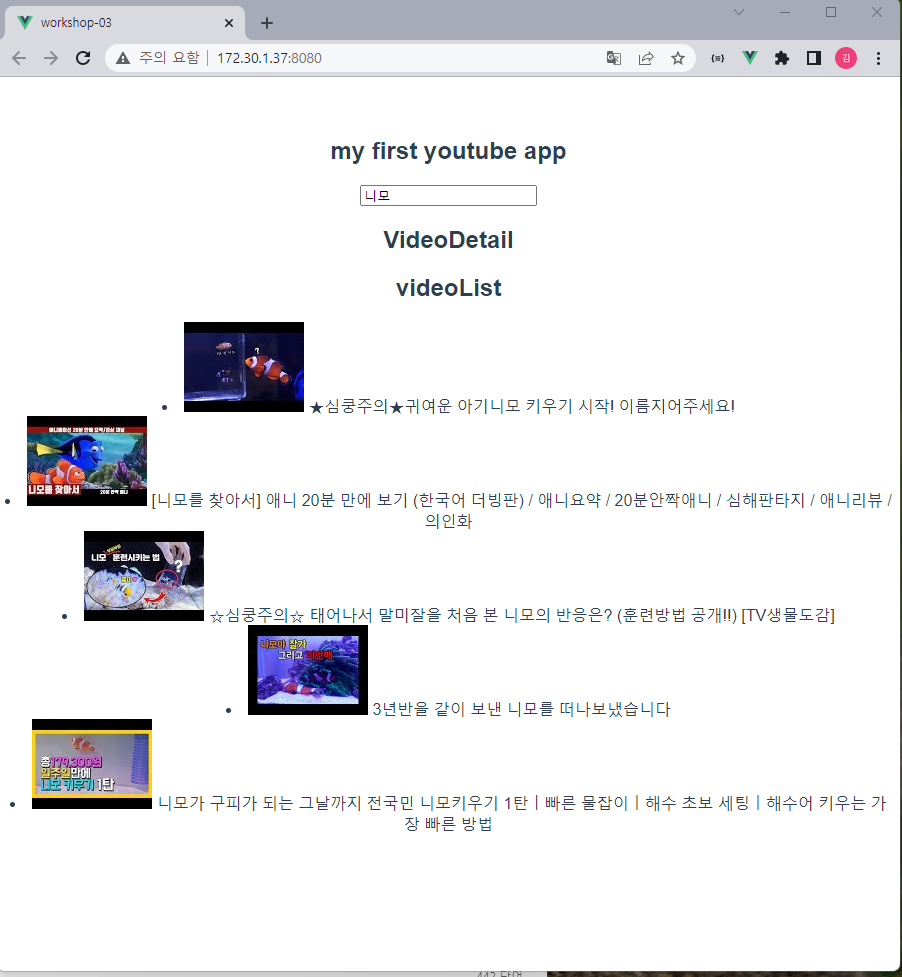 workshop-03
주의 요함
172.30.1.37:8080
김
my first youtube app
니모
VideoDetail
videoList
?
★심쿵주의★귀여운 아기니모 키우기 시작! 이름지어주세요!
니모를 찾아서
[니모를 찾아서] 애니 20분 만에 보기 (한국어 더빙판) / 애니요약 / 20분안짝애니 / 심해판타지 / 애니리뷰 /
의인화
니모 훈련시키는 법
?
☆심쿵주의☆ 태어나서 말미잘을 처음 본 니모의 반응은? (훈련방법 공개!!) [TV생물도감]
니모야 잘가
그리고
3년반을 같이 보낸 니모를 떠나보냈습니다
총179,300원
일주일만에
니모 키우기 1탄
니모가 구피가 되는 그날까지 전국민 니모키우기 1탄ㅣ빠른 물잡이ㅣ해수 초보 세팅ㅣ해수어 키우는 가
장 빠른 방법